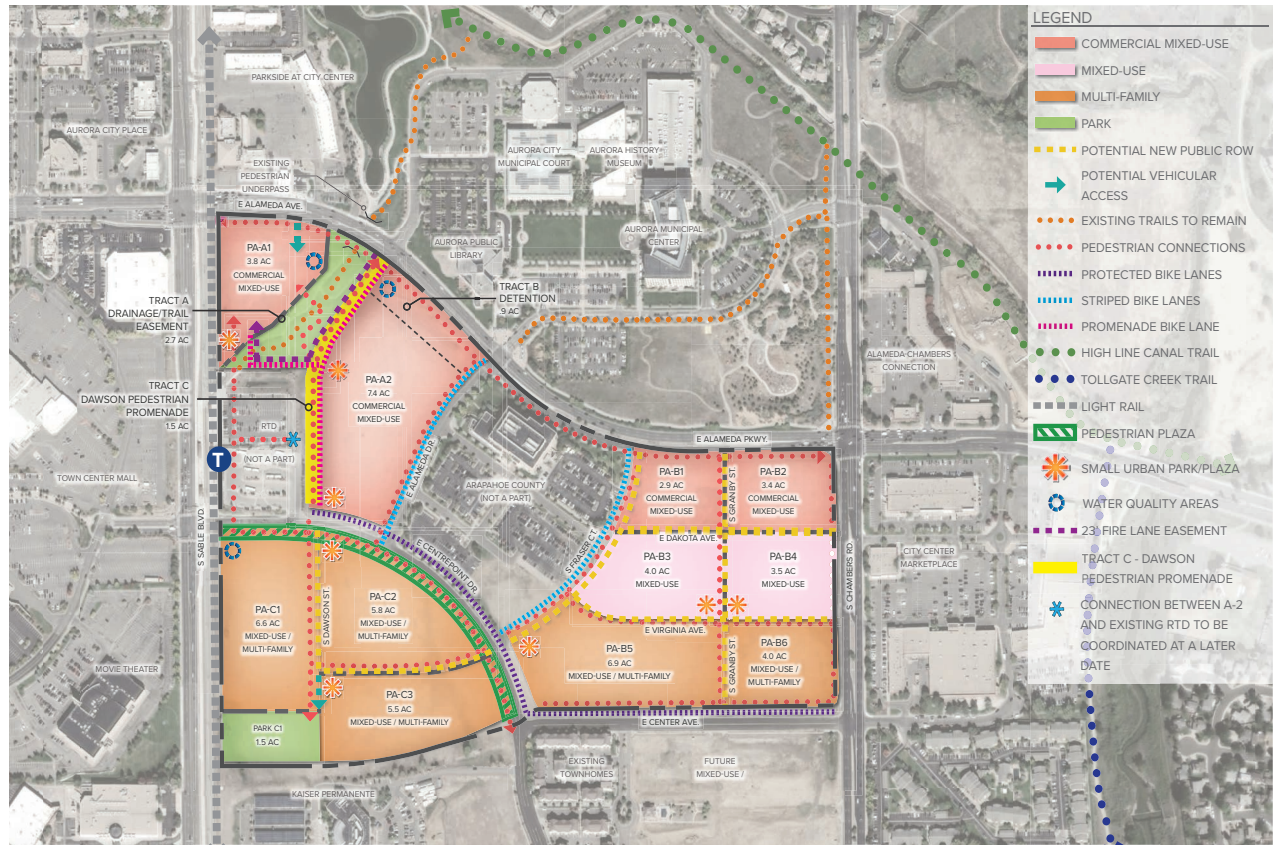 PARKSIDE AT CITY CENTER
AURORA CITY PLACE
EXISTING
PEDESTRIAN
UNDERPASS
AURORA CITY
MUNICIPAL COURT
AURORA HISTORY
MUSEUM
E ALAMEDA AVE.
AURORA PUBLIC
LIBRARY
AURORA MUNICIPAL
CENTER
PA-A1
3.8 AC
COMMERCIAL
MIXED-USE
TRACT A
DRAINAGE/TRAIL
EASEMENT
2.7 AC
TRACT B
DETENTION
.9 AC
ALAMEDA-CHAMBERS
CONNECTION
TRACT C
DAWSON PEDESTRIAN
PROMENADE
1.5 AC
PA-A2
7.4 AC
COMMERCIAL
MIXED-USE
RTD
(NOT A PART)
T
TOWN CENTER MALL
E ALAMEDA DR.
ARAPAHOE COUNTY
(NOT A PART)
E ALAMEDA PKWY.
PA-B1
2.9 AC
COMMERCIAL
MIXED-USE
S GRANBY ST.
PA-B2
3.4 AC
COMMERCIAL
MIXED-USE
S SABLE BLVD.
E CENTREPOINT DR.
S FRASER CT.
E DAKOTA AVE.
PA-B3
4.0 AC
MIXED-USE
PA-B4
3.5 AC
MIXED-USE
S CHAMBERS RD.
CITY CENTER
MARKETPLACE
PA-C1
6.6 AC
MIXED-USE /
MULTI-FAMILY
S DAWSON ST.
PA-C2
5.8 AC
MIXED-USE /
MULTI-FAMILY
E VIRGINIA AVE.
PA-B5
6.9 AC
MIXED-USE / MULTI-FAMILY
S GRANBY ST.
PA-B6
4.0 AC
MIXED-USE /
MULTI-FAMILY
MOVIE THEATER
PA-C3
5.5 AC
MIXED-USE / MULTI-FAMILY
PARK C1
1.5 AC
E CENTER AVE.
EXISTING
TOWNHOMES
FUTURE
MIXED-USE /
KAISER PERMANENTE
LEGEND
COMMERCIAL MIXED-USE
MIXED-USE
MULTI-FAMILY
PARK
POTENTIAL NEW PUBLIC ROW
POTENTIAL VEHICULAR
ACCESS
EXISTING TRAILS TO REMAIN
PEDESTRIAN CONNECTIONS
PROTECTED BIKE LANES
STRIPED BIKE LANES
PROMENADE BIKE LANE
HIGH LINE CANAL TRAIL
TOLLGATE CREEK TRAIL
LIGHT RAIL
PEDESTRIAN PLAZA
SMALL URBAN PARK/PLAZA
WATER QUALITY AREAS
23' FIRE LANE EASEMENT
TRACT C - DAWSON
PEDESTRIAN PROMENADE
CONNECTION BETWEEN A-2
AND EXISTING RTD TO BE
COORDINATED AT A LATER
DATE